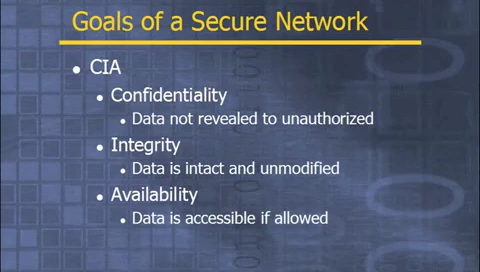 Goals of a Secure Network
CIA
Confidentiality
Data not revealed to unauthorized
Integrity
Data is intact and unmodified
Availability
Data is accessible if allowed